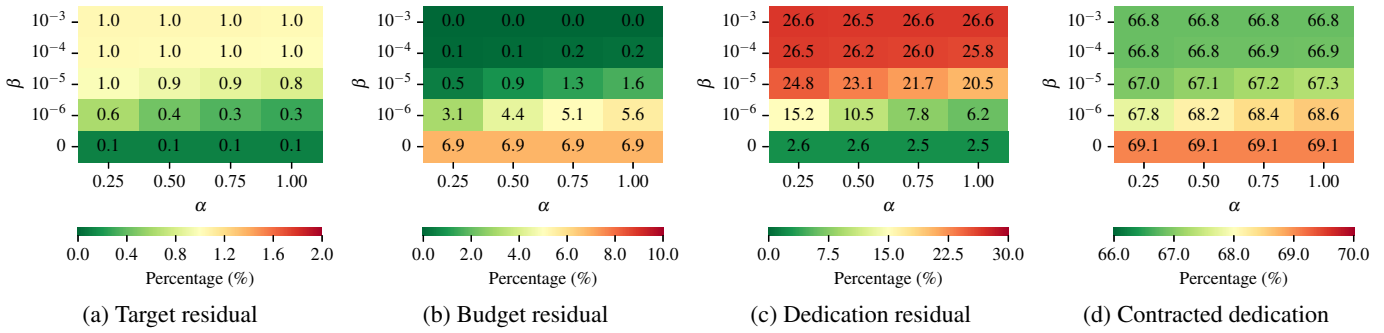 10⁻³ 1.0 1.0 1.0 1.0
10⁻⁴ 1.0 1.0 1.0 1.0
β 10⁻⁵ 1.0 0.9 0.9 0.8
10⁻⁶ 0.6 0.4 0.3 0.3
0 0.1 0.1 0.1 0.1
0.25 0.50 0.75 1.00
α
0.0 0.4 0.8 1.2 1.6 2.0
Percentage (%)
(a) Target residual
10⁻³ 0.0 0.0 0.0 0.0
10⁻⁴ 0.1 0.1 0.2 0.2
β 10⁻⁵ 0.5 0.9 1.3 1.6
10⁻⁶ 3.1 4.4 5.1 5.6
0 6.9 6.9 6.9 6.9
0.25 0.50 0.75 1.00
α
0.0 2.0 4.0 6.0 8.0 10.0
Percentage (%)
(b) Budget residual
10⁻³ 26.6 26.5 26.6 26.6
10⁻⁴ 26.5 26.2 26.0 25.8
β 10⁻⁵ 24.8 23.1 21.7 20.5
10⁻⁶ 15.2 10.5 7.8 6.2
0 2.6 2.6 2.5 2.5
0.25 0.50 0.75 1.00
α
0.0 7.5 15.0 22.5 30.0
Percentage (%)
(c) Dedication residual
10⁻³ 66.8 66.8 66.8 66.8
10⁻⁴ 66.8 66.8 66.9 66.9
β 10⁻⁵ 67.0 67.1 67.2 67.3
10⁻⁶ 67.8 68.2 68.4 68.6
0 69.1 69.1 69.1 69.1
0.25 0.50 0.75 1.00
α
66.0 67.0 68.0 69.0 70.0
Percentage (%)
(d) Contracted dedication